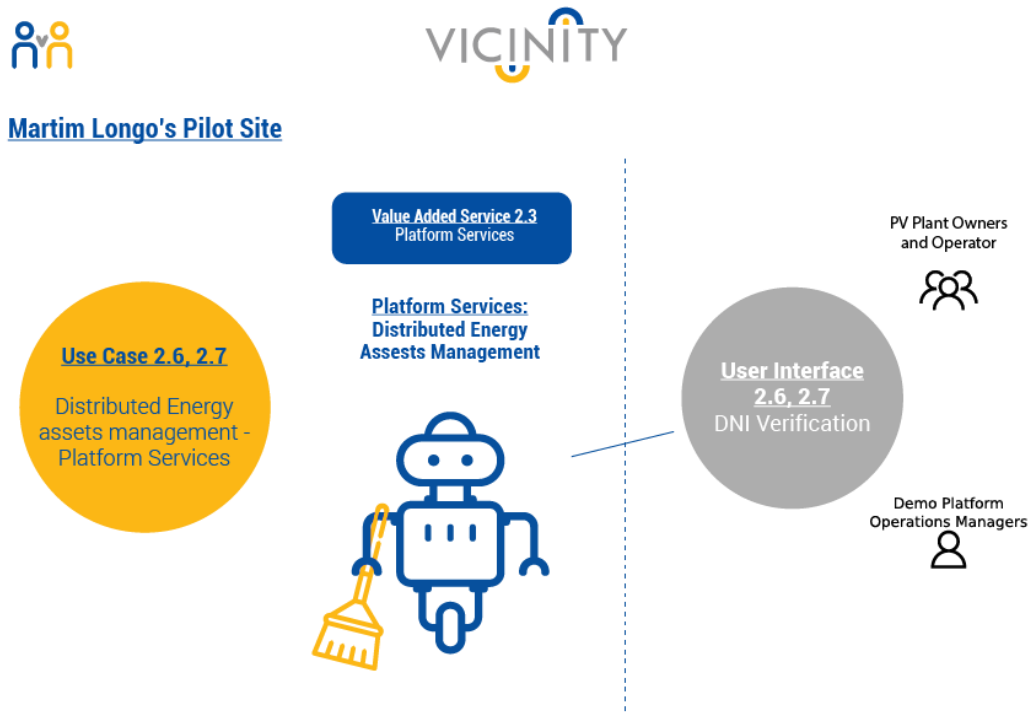 VICINITY
Martim Longo's Pilot Site
Value Added Service 2.3
Platform Services
Platform Services:
Distributed Energy
Assests Management
Use Case 2.6, 2.7
Distributed Energy
assets management -
Platform Services
User Interface
2.6, 2.7
DNI Verification
PV Plant Owners
and Operator
Demo Platform
Operations Managers